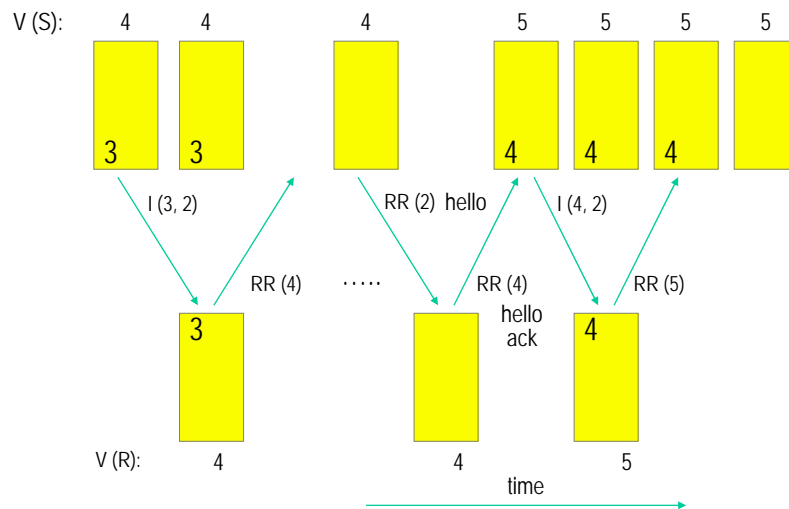 V (S): 4 4 4 5 5 5 5
3 3 4 4 4
I (3, 2) RR (2) hello I (4, 2)
RR (4) ..... RR (4) RR (5)
hello
ack
3 4
V (R): 4 4 5
time